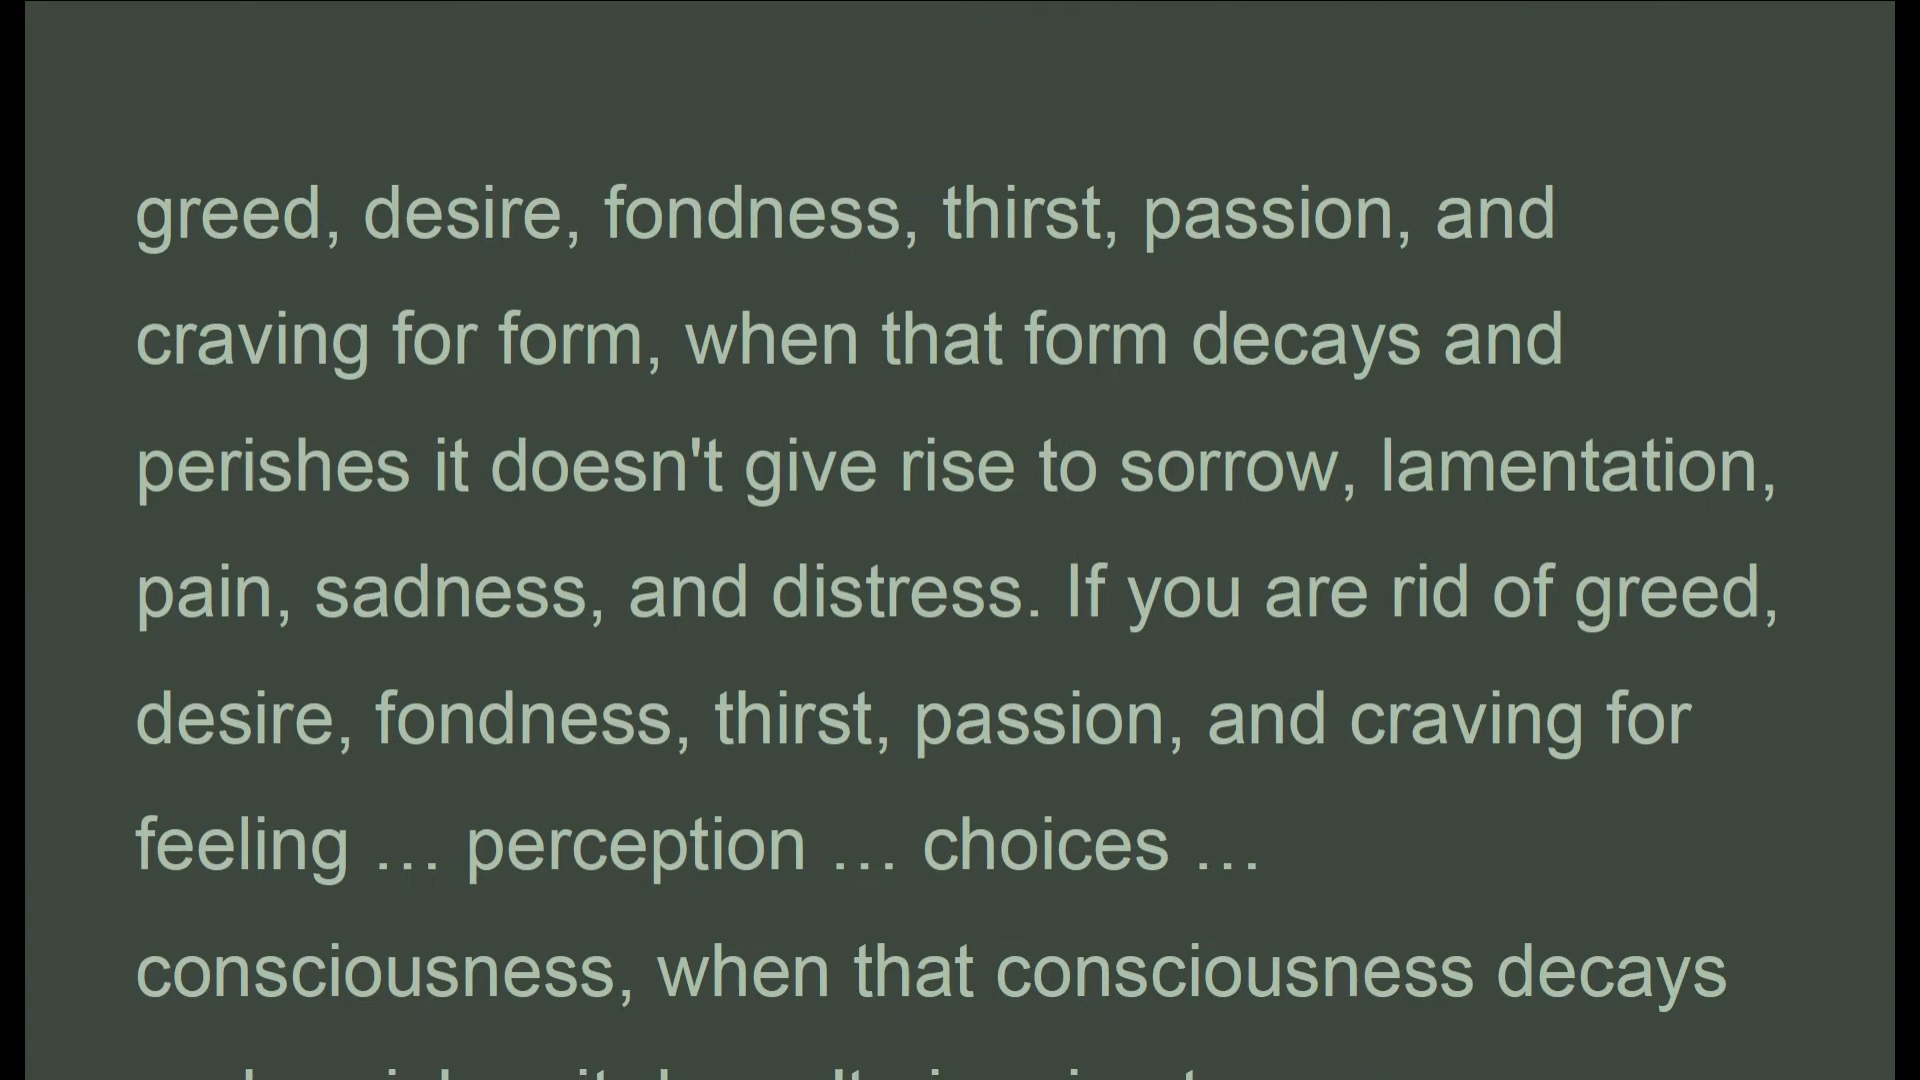 greed, desire, fondness, thirst, passion, and
craving for form, when that form decays and
perishes it doesn't give rise to sorrow, lamentation,
pain, sadness, and distress. If you are rid of greed,
desire, fondness, thirst, passion, and craving for
feeling … perception … choices …
consciousness, when that consciousness decays